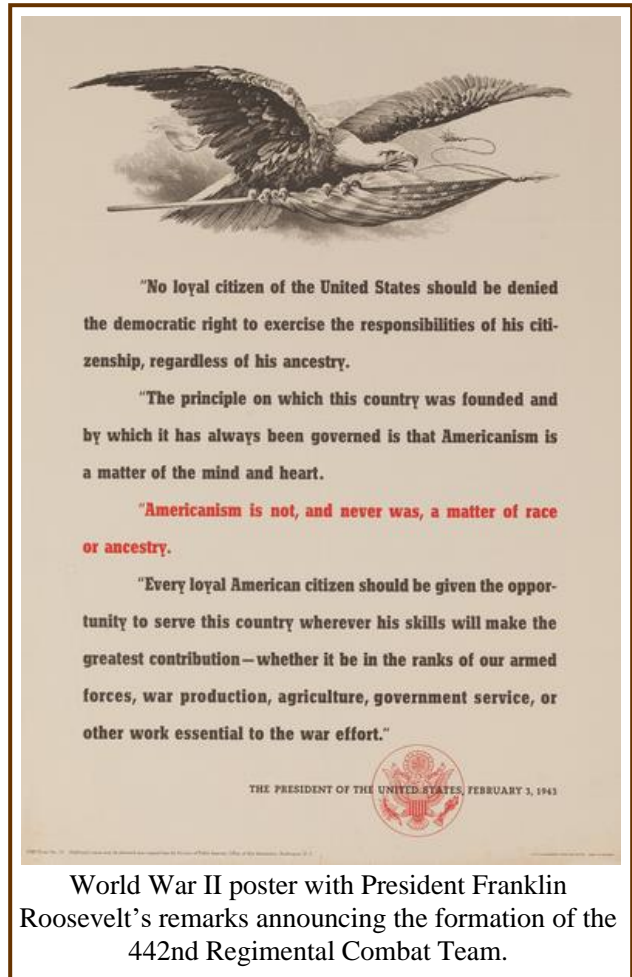 "No loyal citizen of the United States should be denied
the democratic right to exercise the responsibilities of his citi-
zenship, regardless of his ancestry.
"The principle on which this country was founded and
by which it has always been governed is that Americanism is
a matter of the mind and heart.
"Americanism is not, and never was, a matter of race
or ancestry.
"Every loyal American citizen should be given the oppor-
tunity to serve this country wherever his skills will make the
greatest contribution—whether it be in the ranks of our armed
forces, war production, agriculture, government service, or
other work essential to the war effort."
THE PRESIDENT OF THE UNITED STATES, FEBRUARY 3, 1943
World War II poster with President Franklin
Roosevelt's remarks announcing the formation of the
442nd Regimental Combat Team.